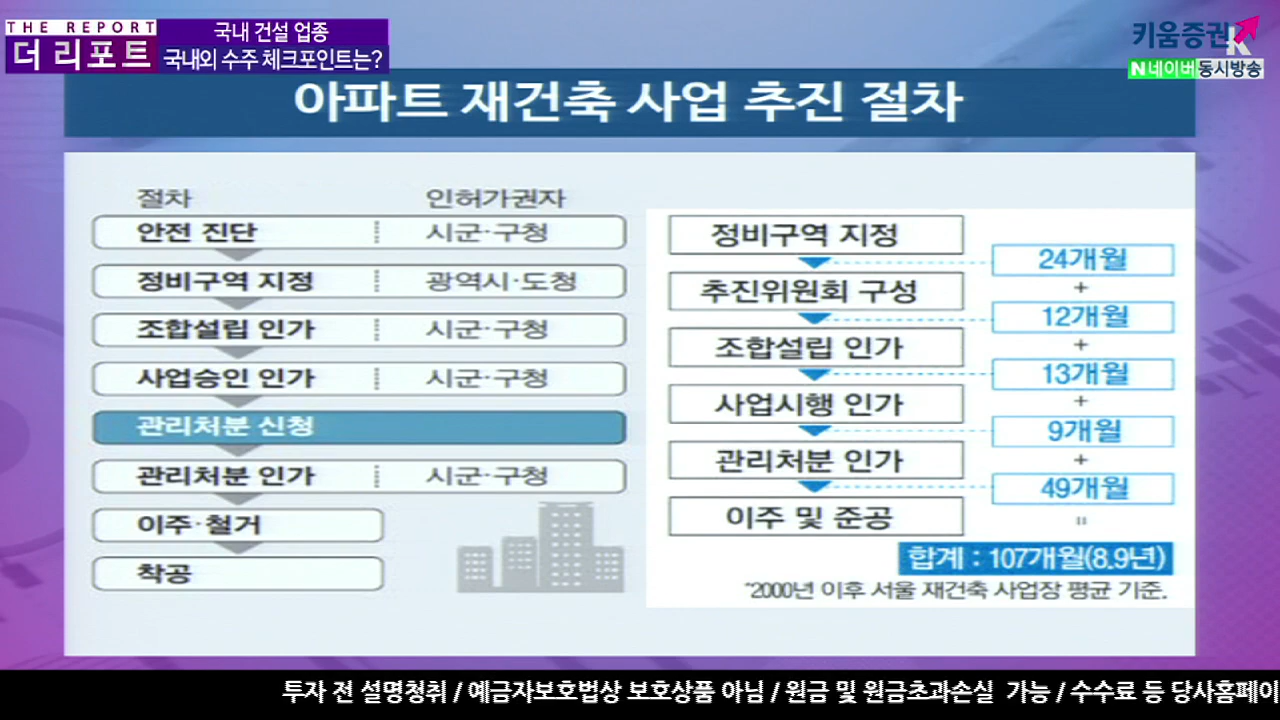 THE REPORT
더 리포트
국내 건설 업종
국내외 수주 체크포인트는?
키움증권
K
N 네이버 동시방송
아파트 재건축 사업 추진 절차
절차 인허가권자
안전 진단 시군·구청
정비구역 지정 광역시·도청
조합설립 인가 시군·구청
사업승인 인가 시군·구청
관리처분 신청
관리처분 인가 시군·구청
이주·철거
착공
정비구역 지정
24개월
+
추진위원회 구성
12개월
+
조합설립 인가
13개월
+
사업시행 인가
9개월
+
관리처분 인가
49개월
=
이주 및 준공
합계 : 107개월(8.9년)
*2000년 이후 서울 재건축 사업장 평균 기준.
투자 전 설명청취 / 예금자보호법상 보호상품 아님 / 원금 및 원금초과손실 가능 / 수수료 등 당사홈페이